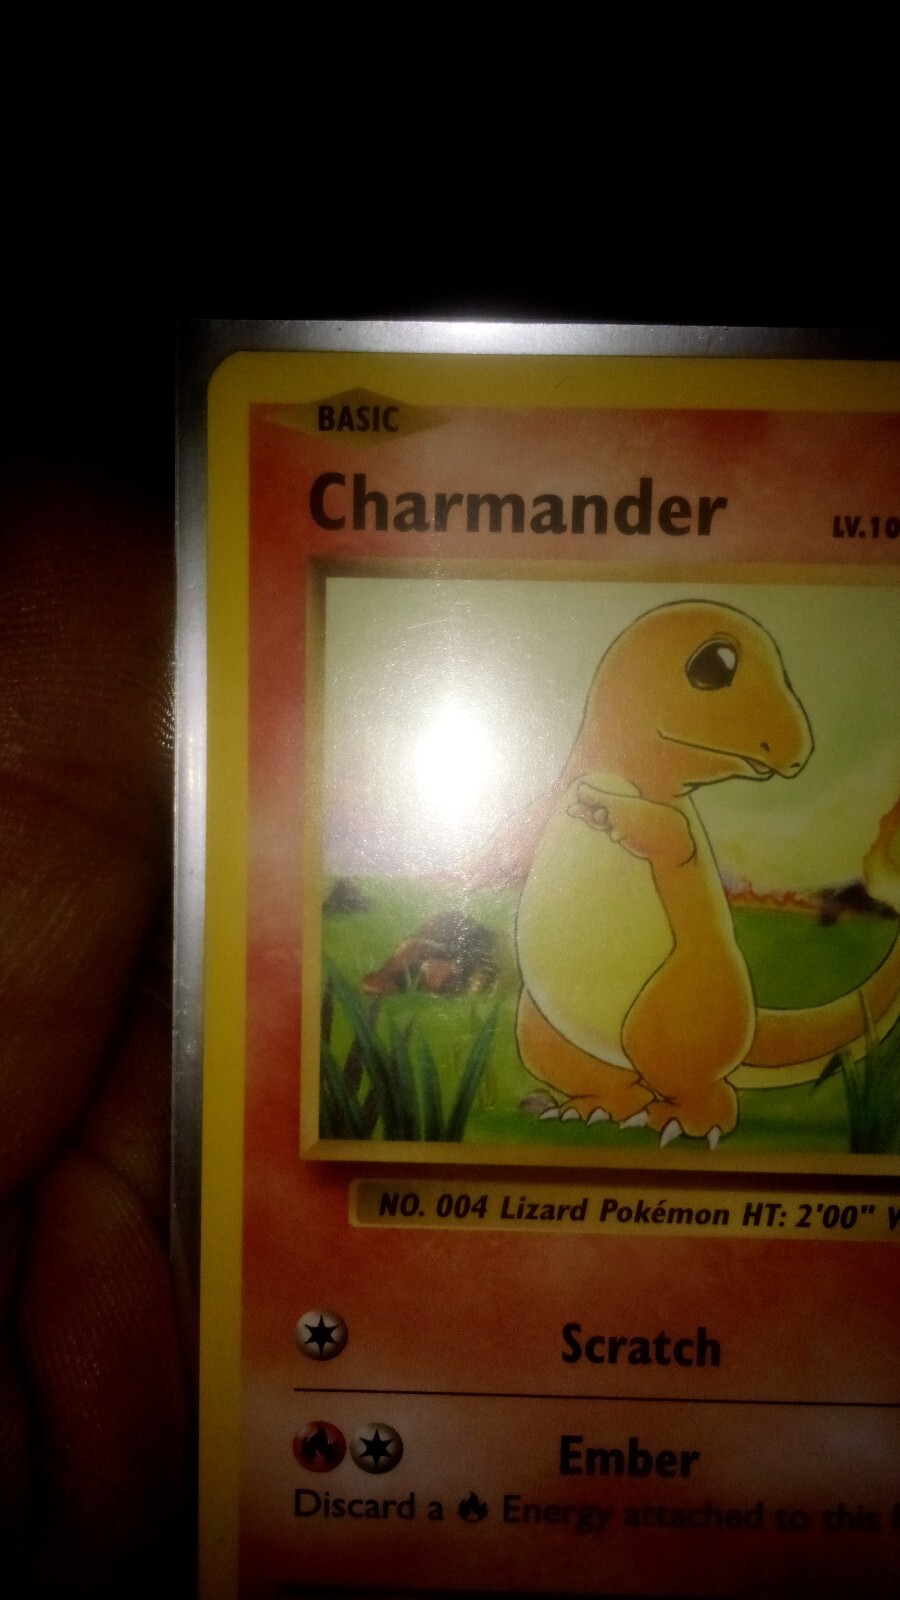 BASIC
Charmander LV.10
NO. 004 Lizard Pokémon HT: 2'00" W
Scratch
Ember
Discard a Energy attached to this